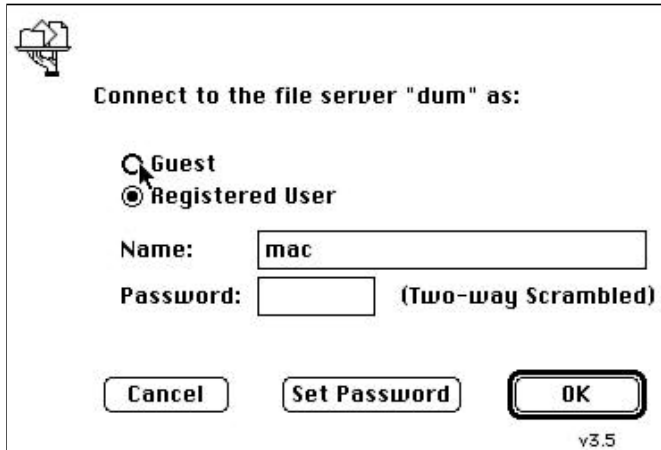 Connect to the file server "dum" as:
Guest
Registered User
Name: mac
Password: (Two-way Scrambled)
Cancel Set Password OK
v3.5